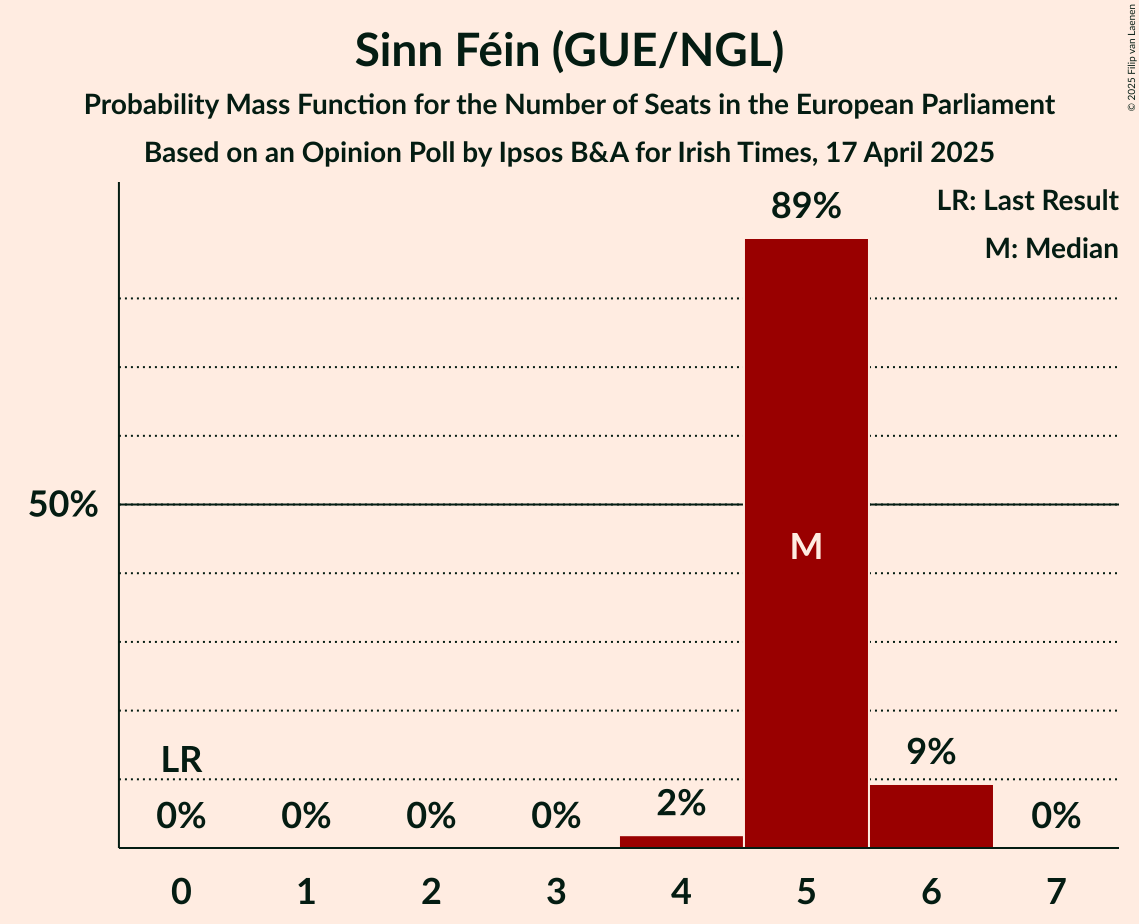 Sinn Féin (GUE/NGL)
Probability Mass Function for the Number of Seats in the European Parliament
Based on an Opinion Poll by Ipsos B&A for Irish Times, 17 April 2025
© 2025 Filip van Laenen
LR: Last Result
M: Median
89%
50%
M
LR
9%
0% 0% 0% 0% 2% 0%
0 1 2 3 4 5 6 7